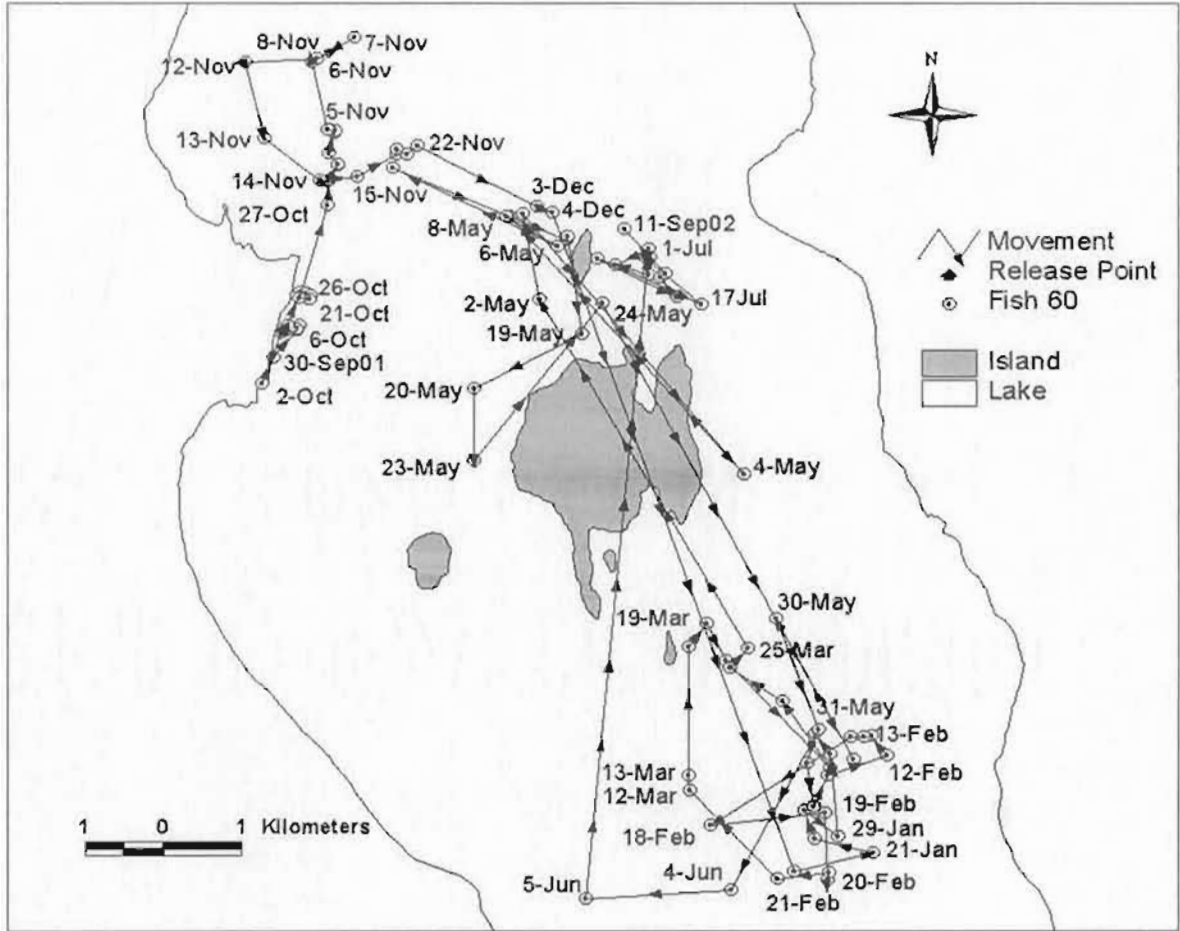 8-Nov
7-Nov
12-Nov
6-Nov
N
5-Nov
13-Nov
22-Nov
14-Nov
15-Nov
3-Dec
27-Oct
4-Dec
11-Sep02
8-May
1-Jul
Movement
6-May
Release Point
26-Oct
2-May
17Jul
Fish 60
21-Oct
24-May
6-Oct
19-May
30-Sep01
Island
2-Oct
20-May
Lake
23-May
4-May
30-May
19-Mar
25-Mar
31-May
13-Feb
13-Mar
12-Feb
12-Mar
19-Feb
1 0 1 Kilometers
18-Feb
29-Jan
21-Jan
4-Jun
5-Jun
20-Feb
21-Feb